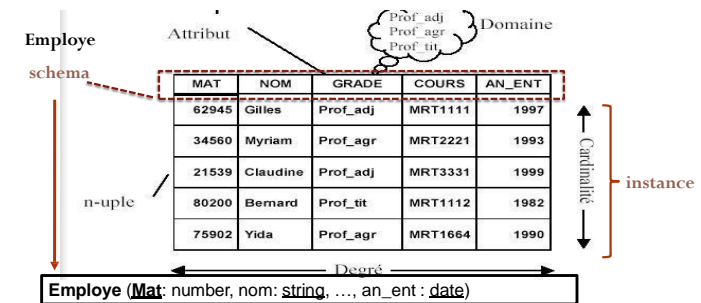 Prof_adj
Prof_agr
Prof_tit
Domaine
Attribut
Employe
schema
MAT NOM GRADE COURS AN_ENT
62945 Gilles Prof_adj MRT1111 1997
34560 Myriam Prof_agr MRT2221 1993
21539 Claudine Prof_adj MRT3331 1999
80200 Bernard Prof_tit MRT1112 1982
75902 Yida Prof_agr MRT1664 1990
n-uple
Cardinalité
instance
Degré
Employe (Mat: number, nom: string, …, an_ent : date)